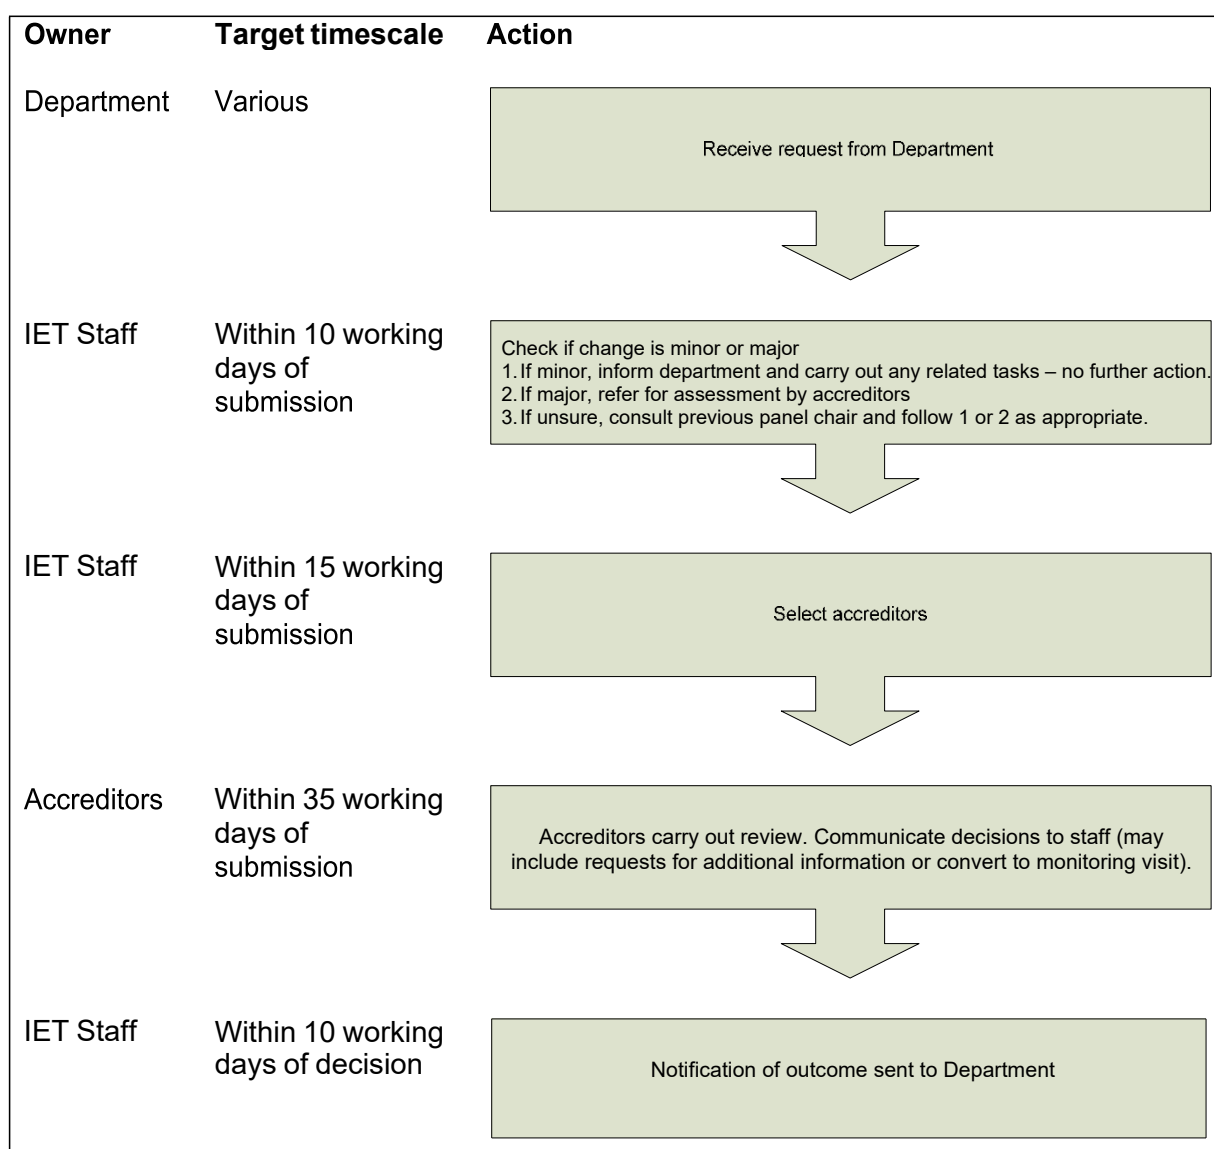 Owner Target timescale Action
Department Various
Receive request from Department
IET Staff
Within 10 working
days of
submission
Check if change is minor or major
1. If minor, inform department and carry out any related tasks – no further action.
2. If major, refer for assessment by accreditors
3. If unsure, consult previous panel chair and follow 1 or 2 as appropriate.
IET Staff
Within 15 working
days of
submission
Select accreditors
Accreditors
Within 35 working
days of
submission
Accreditors carry out review. Communicate decisions to staff (may
include requests for additional information or convert to monitoring visit).
IET Staff
Within 10 working
days of decision
Notification of outcome sent to Department